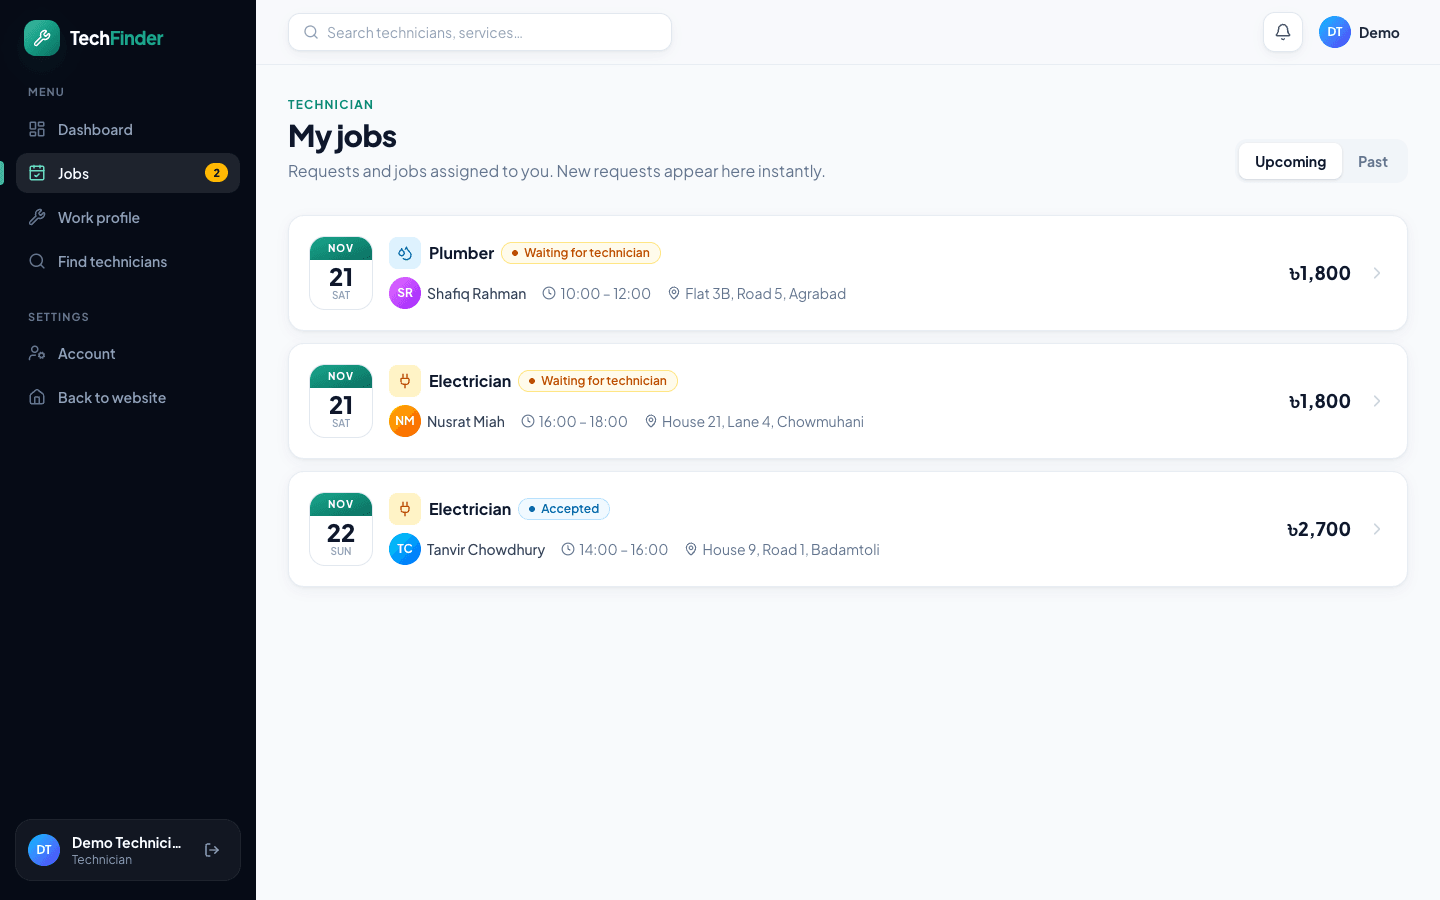 TechFinder
Search technicians, services...
DT Demo
MENU
Dashboard
Jobs 2
Work profile
Find technicians
SETTINGS
Account
Back to website
DT Demo Technici...
Technician
TECHNICIAN
My jobs
Requests and jobs assigned to you. New requests appear here instantly.
Upcoming Past
NOV
21
SAT
Plumber Waiting for technician
SR Shafiq Rahman 10:00 – 12:00 Flat 3B, Road 5, Agrabad
৳1,800
NOV
21
SAT
Electrician Waiting for technician
NM Nusrat Miah 16:00 – 18:00 House 21, Lane 4, Chowmuhani
৳1,800
NOV
22
SUN
Electrician Accepted
TC Tanvir Chowdhury 14:00 – 16:00 House 9, Road 1, Badamtoli
৳2,700